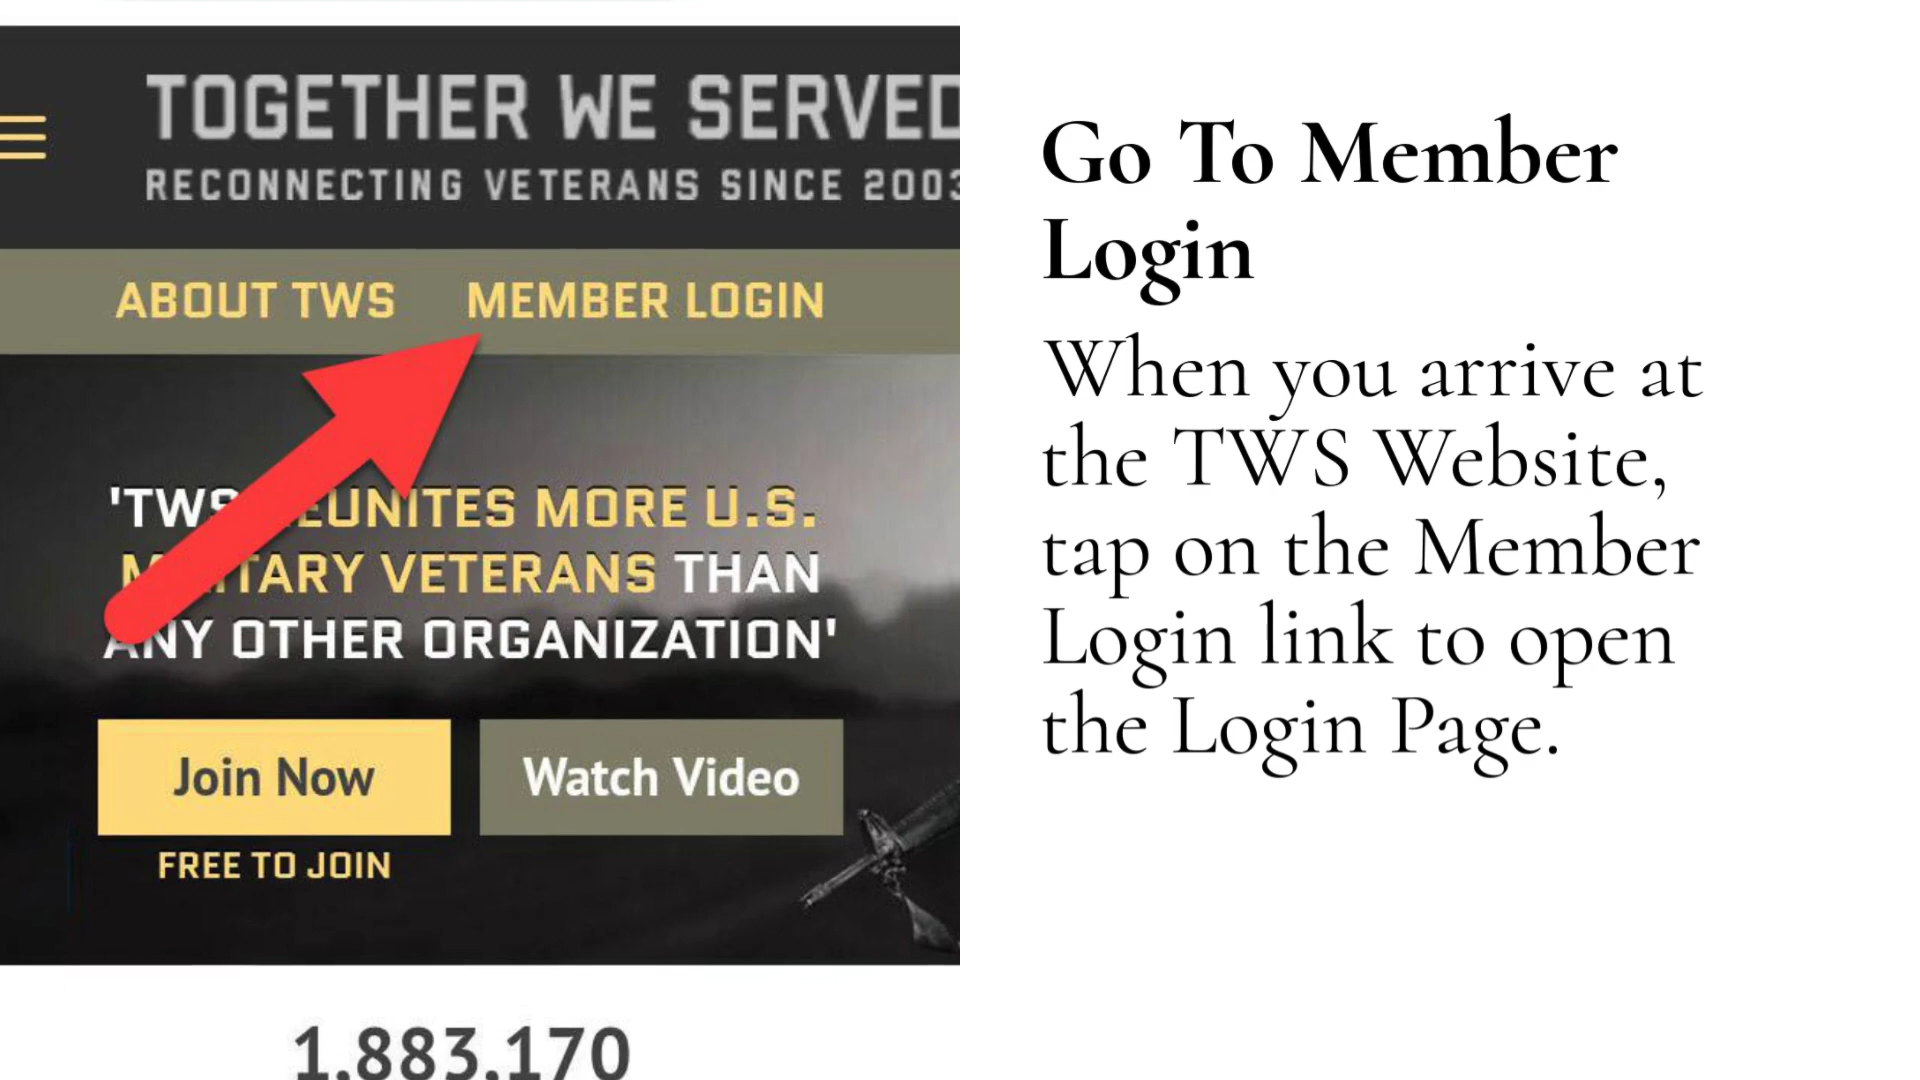 TOGETHER WE SERVED
RECONNECTING VETERANS SINCE 2003
ABOUT TWS MEMBER LOGIN
'TWS REUNITES MORE U.S.
MILITARY VETERANS THAN
ANY OTHER ORGANIZATION'
Join Now Watch Video
FREE TO JOIN
1,883,170
Go To Member
Login
When you arrive at
the TWS Website,
tap on the Member
Login link to open
the Login Page.